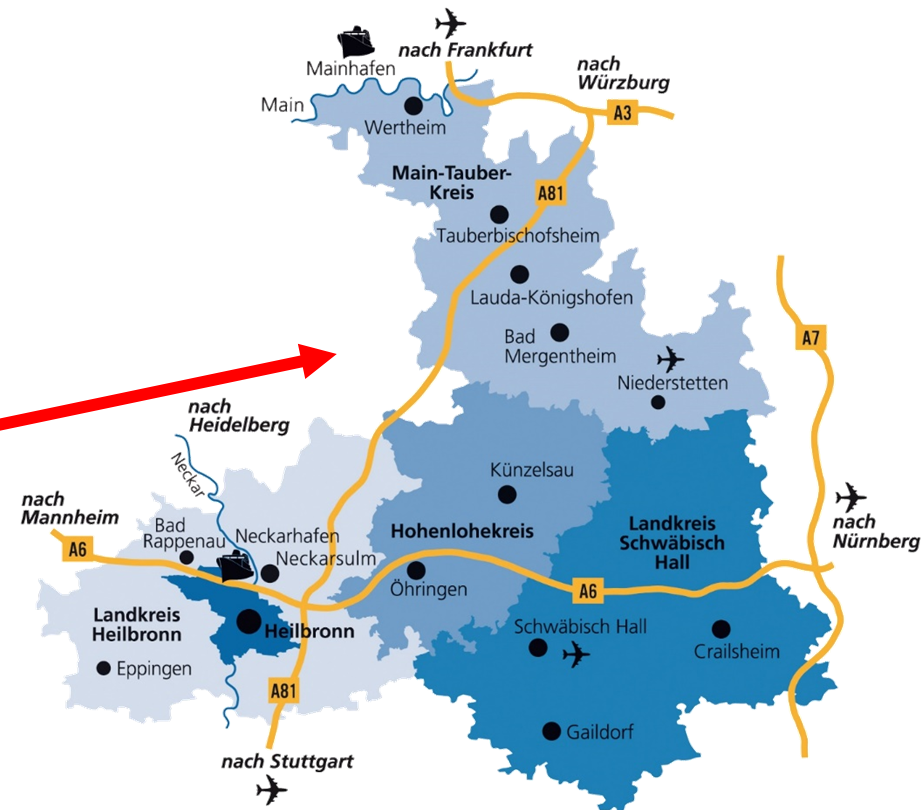 nach Frankfurt
Mainhafen
nach
Würzburg
Main
A3
Wertheim
Main-Tauber-
Kreis
A81
Tauberbischofsheim
Lauda-Königshofen
Bad
Mergentheim
A7
Niederstetten
nach
Heidelberg
Neckar
Künzelsau
nach
Mannheim
A6
Bad
Rappenau
Neckarhafen
Neckarsulm
Hohenlohekreis
Landkreis
Schwäbisch
Hall
nach
Nürnberg
Öhringen
A6
Landkreis
Heilbronn
Heilbronn
Eppingen
Schwäbisch Hall
Crailsheim
A81
Gaildorf
nach Stuttgart